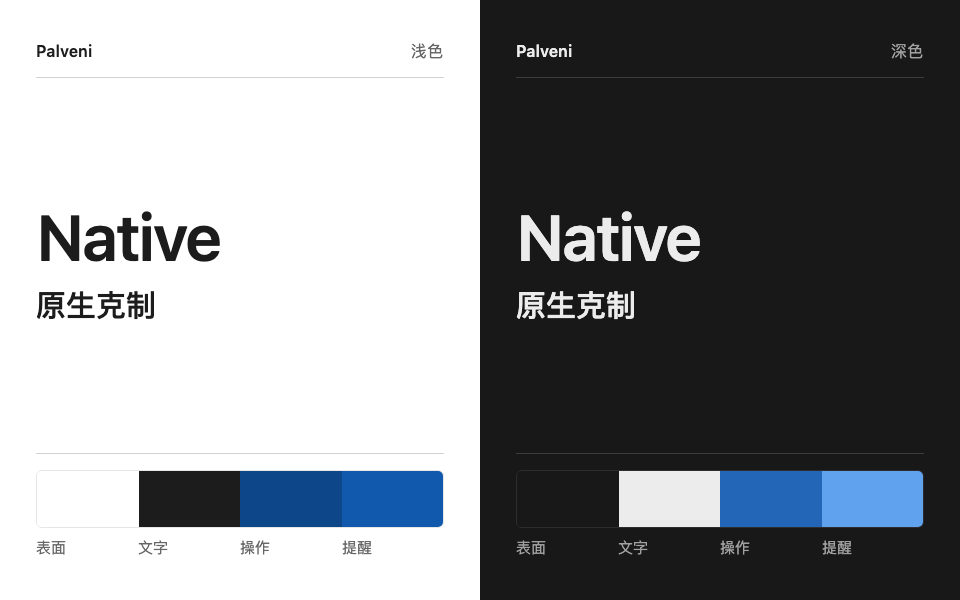 Palveni 浅色
Native
原生克制
表面 文字 操作 提醒
Palveni 深色
Native
原生克制
表面 文字 操作 提醒